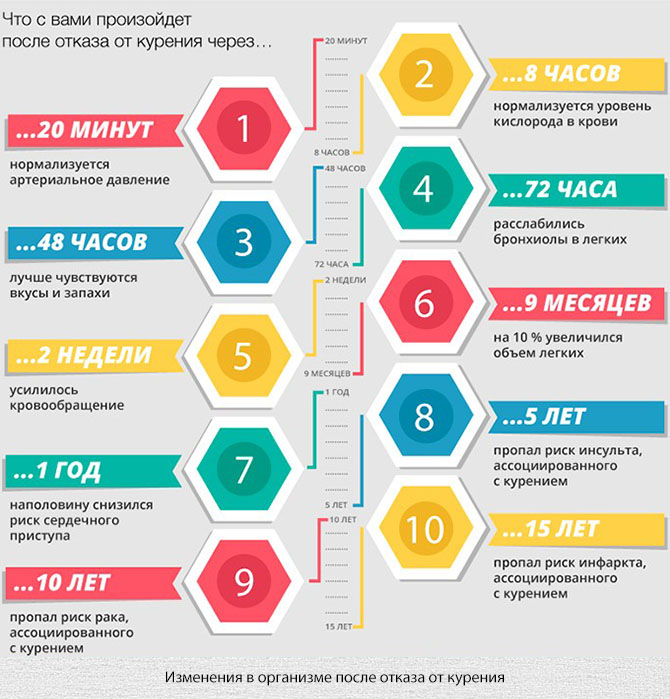 Что с вами произойдет
после отказа от курения через...
1
...20 МИНУТ
нормализуется
артериальное давление
20 МИНУТ
8 ЧАСОВ
2
...8 ЧАСОВ
нормализуется уровень
кислорода в крови
3
...48 ЧАСОВ
лучше чувствуются
вкусы и запахи
48 ЧАСОВ
72 ЧАСА
4
...72 ЧАСА
расслабились
бронхиолы в легких
5
...2 НЕДЕЛИ
усилилось
кровообращение
2 НЕДЕЛИ
9 МЕСЯЦЕВ
6
...9 МЕСЯЦЕВ
на 10 % увеличился
объем легких
7
...1 ГОД
наполовину снизился
риск сердечного
приступа
1 ГОД
5 ЛЕТ
8
...5 ЛЕТ
пропал риск инсульта,
ассоциированного
с курением
9
...10 ЛЕТ
пропал риск рака,
ассоциированного
с курением
10 ЛЕТ
15 ЛЕТ
10
...15 ЛЕТ
пропал риск инфаркта,
ассоциированного
с курением
Изменения в организме после отказа от курения